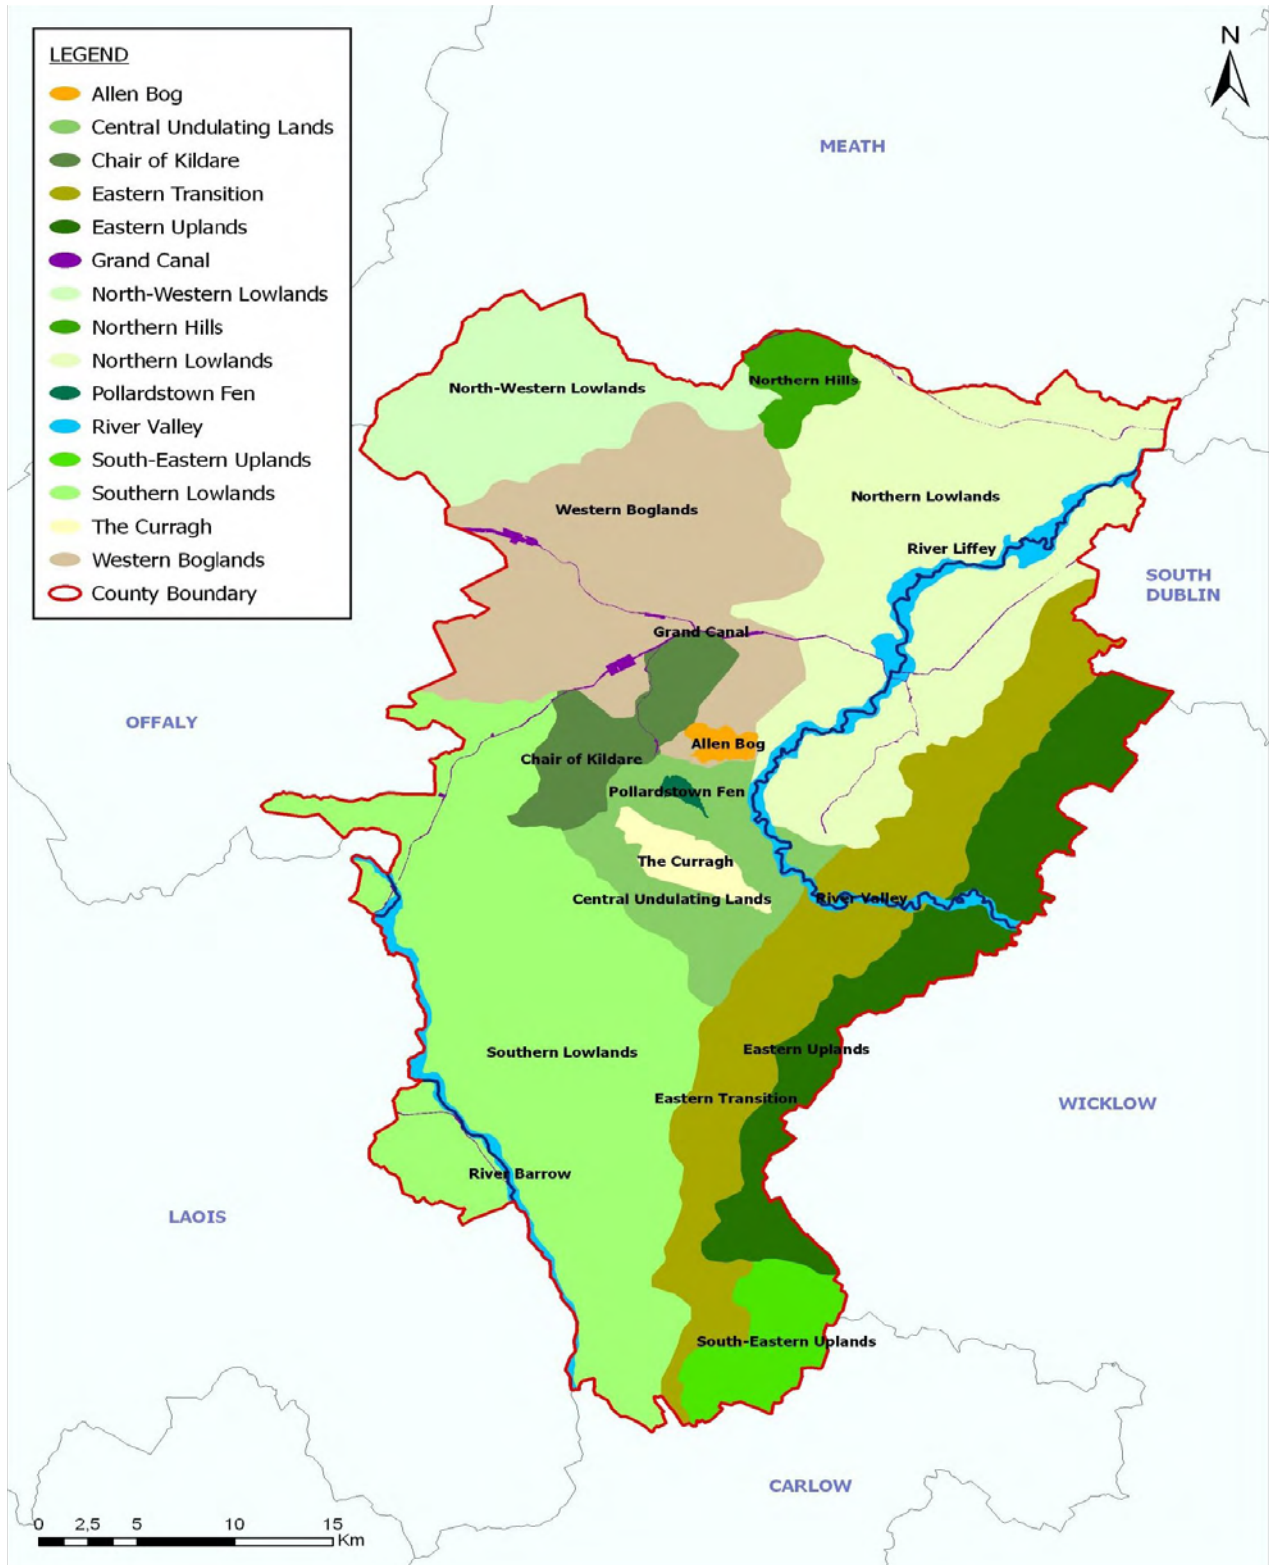 LEGEND
Allen Bog
Central Undulating Lands
Chair of Kildare
Eastern Transition
Eastern Uplands
Grand Canal
North-Western Lowlands
Northern Hills
Northern Lowlands
Pollardstown Fen
River Valley
South-Eastern Uplands
Southern Lowlands
The Curragh
Western Boglands
County Boundary
N
MEATH
Northern Hills
North-Western Lowlands
Northern Lowlands
Western Boglands
River Liffey
SOUTH
DUBLIN
Grand Canal
OFFALY
Allen Bog
Chair of Kildare
Pollardstown Fen
The Curragh
Central Undulating Lands
River Valley
Eastern Uplands
Southern Lowlands
Eastern Transition
WICKLOW
River Barrow
LAOIS
South-Eastern Uplands
CARLOW
0 2,5 5 10 15
Km